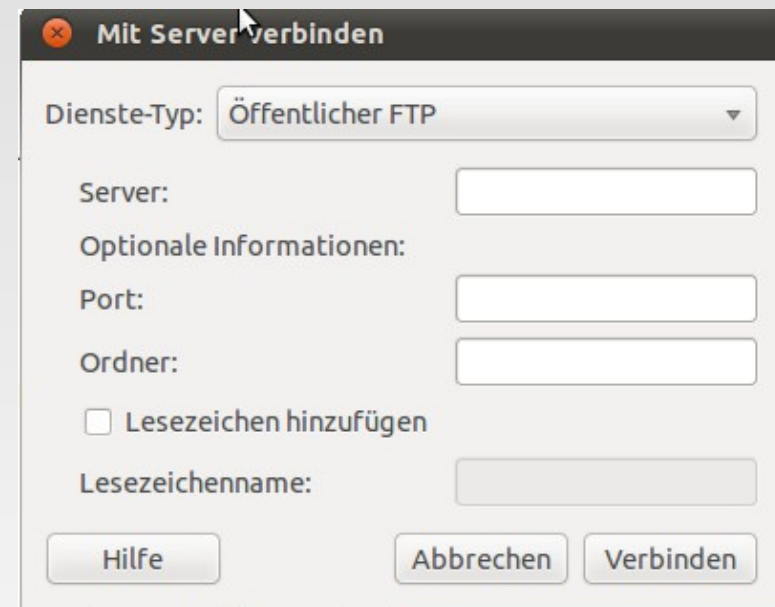 Mit Server verbinden
Dienste-Typ: Öffentlicher FTP
Server:
Optionale Informationen:
Port:
Ordner:
Lesezeichen hinzufügen
Lesezeichenname:
Hilfe Abbrechen Verbinden